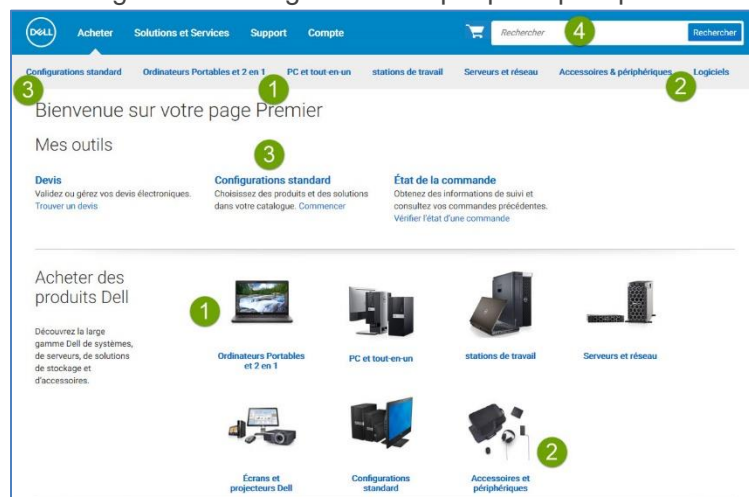 DELL
Acheter Solutions et Services Support Compte Rechercher 4 Rechercher
Configurations standard Ordinateurs Portables et 2 en 1 PC et tout-en-un stations de travail Serveurs et réseau Accessoires & périphériques Logiciels
3 1 2
Bienvenue sur votre page Premier
Mes outils
3
Devis
Validez ou gérez vos devis électroniques.
Trouver un devis
Configurations standard
Choisissez des produits et des solutions
dans votre catalogue. Commencer
État de la commande
Obtenez des informations de suivi et
consultez vos commandes précédentes.
Vérifier l'état d'une commande
Acheter des
produits Dell
Découvrez la large
gamme Dell de systèmes,
de serveurs, de solutions
de stockage et
d'accessoires.
1
Ordinateurs Portables
et 2 en 1
PC et tout-en-un
stations de travail
Serveurs et réseau
Écrans et
projecteurs Dell
Configurations
standard
2
Accessoires et
périphériques